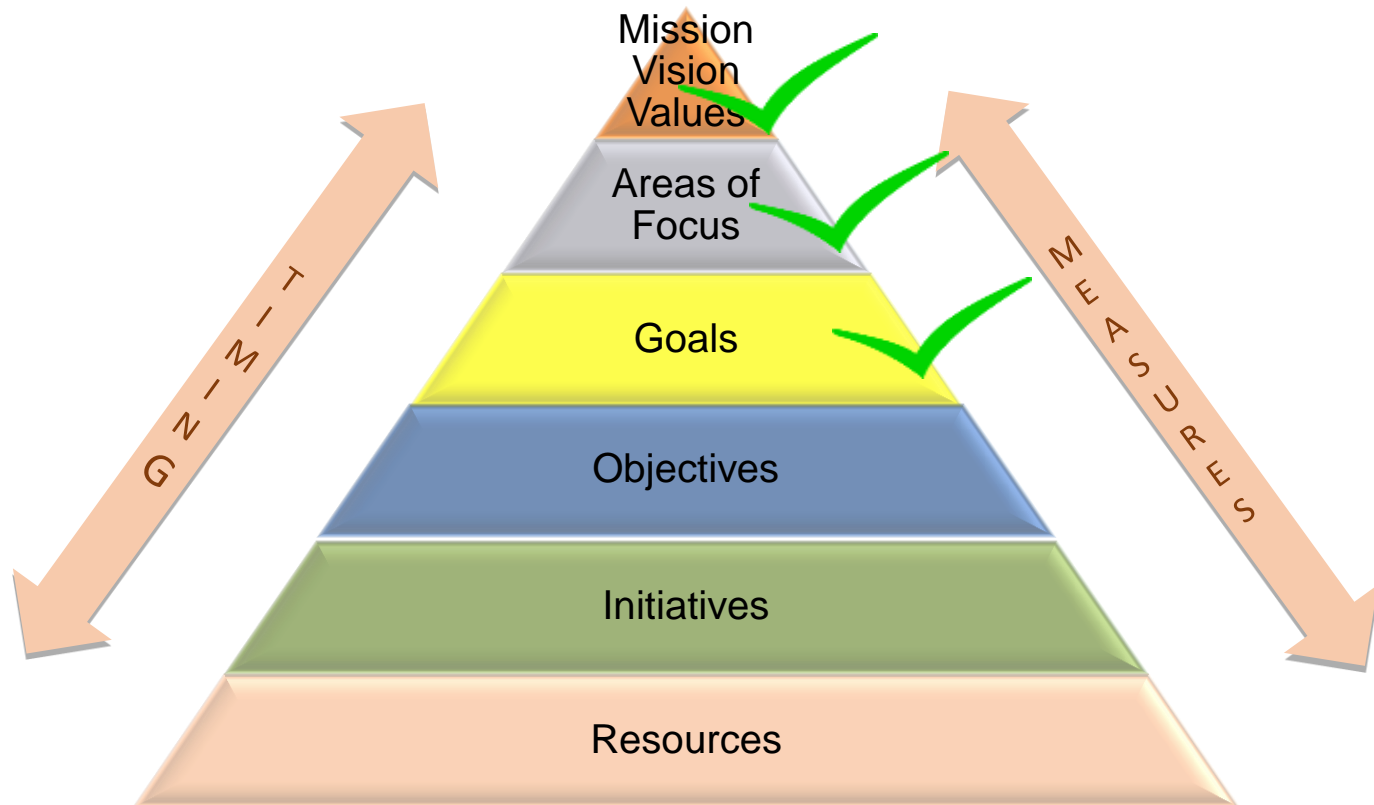 Mission
Vision
Values
Areas of
Focus
Goals
Objectives
Initiatives
Resources
TIMING
MEASURES